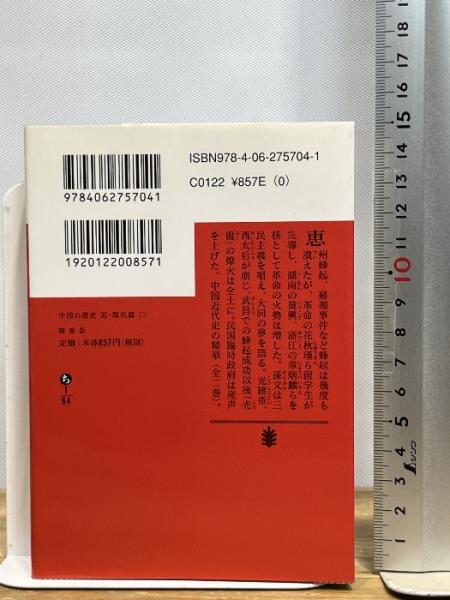 ISBN978-4-06-275704-1
C0122 ¥857E (0)
9784062757041
1920122008571
中国の歴史 近・現代篇(二)
陳舜臣
定価:本体857円(税別)
ち-1
64
恵州蜂起、蘇報事件など蜂起は幾度も
潰えたが、革命の花秋瑾ら留学生が
先導し、湖南の黄興、浙江の章炳麟らを
核として革命の火勢は増した。孫文は三
民主義を唱え、大同の夢を語る。光緒帝、
西太后が崩じ、武昌での蜂起成功以後「光
復」の燎火は全土に。民国臨時政府は産声
を上げた。中国近代史の精華〈全二巻〉。
1
2
3
4
5
6
7
8
9
10
11
12
13
14
15
16
17
18
シンワ